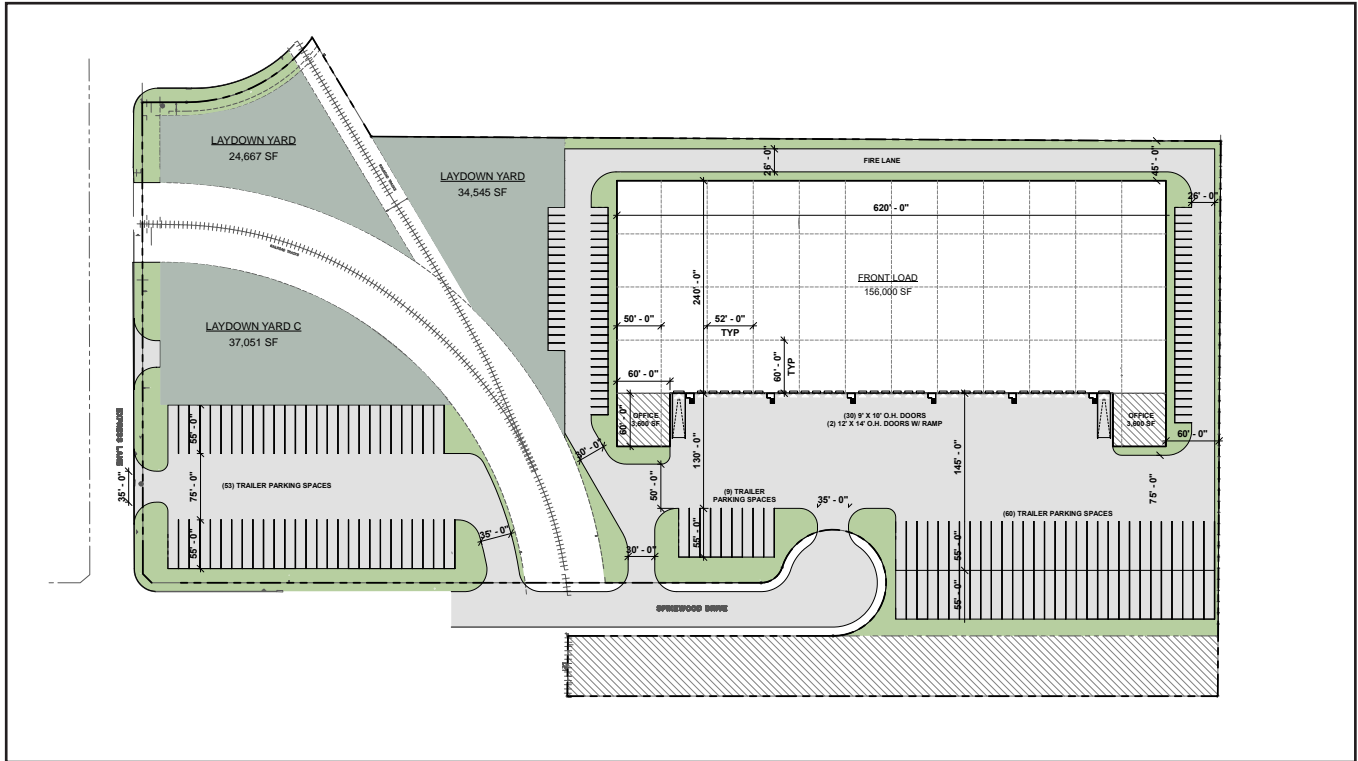 LAYDOWN YARD
24,667 SF
LAYDOWN YARD
34,545 SF
LAYDOWN YARD C
37,051 SF
FIRE LANE
26' - 0"
45' - 0"
26' - 0"
620' - 0"
240' - 0"
FRONT LOAD
156,000 SF
50' - 0"
52' - 0"
TYP
60' - 0"
TYP
60' - 0"
60' - 0"
OFFICE
3,600 SF
(30) 9' X 10' O.H. DOORS
(2) 12' X 14' O.H. DOORS W/ RAMP
OFFICE
3,600 SF
60' - 0"
EXPRESS LANE
35' - 0"
55' - 0"
75' - 0"
55' - 0"
(53) TRAILER PARKING SPACES
35' - 0"
30' - 0"
30' - 0"
50' - 0"
130' - 0"
55' - 0"
(9) TRAILER
PARKING SPACES
35' - 0"
145' - 0"
75' - 0"
(60) TRAILER PARKING SPACES
55' - 0"
55' - 0"
SPIKEWOOD DRIVE